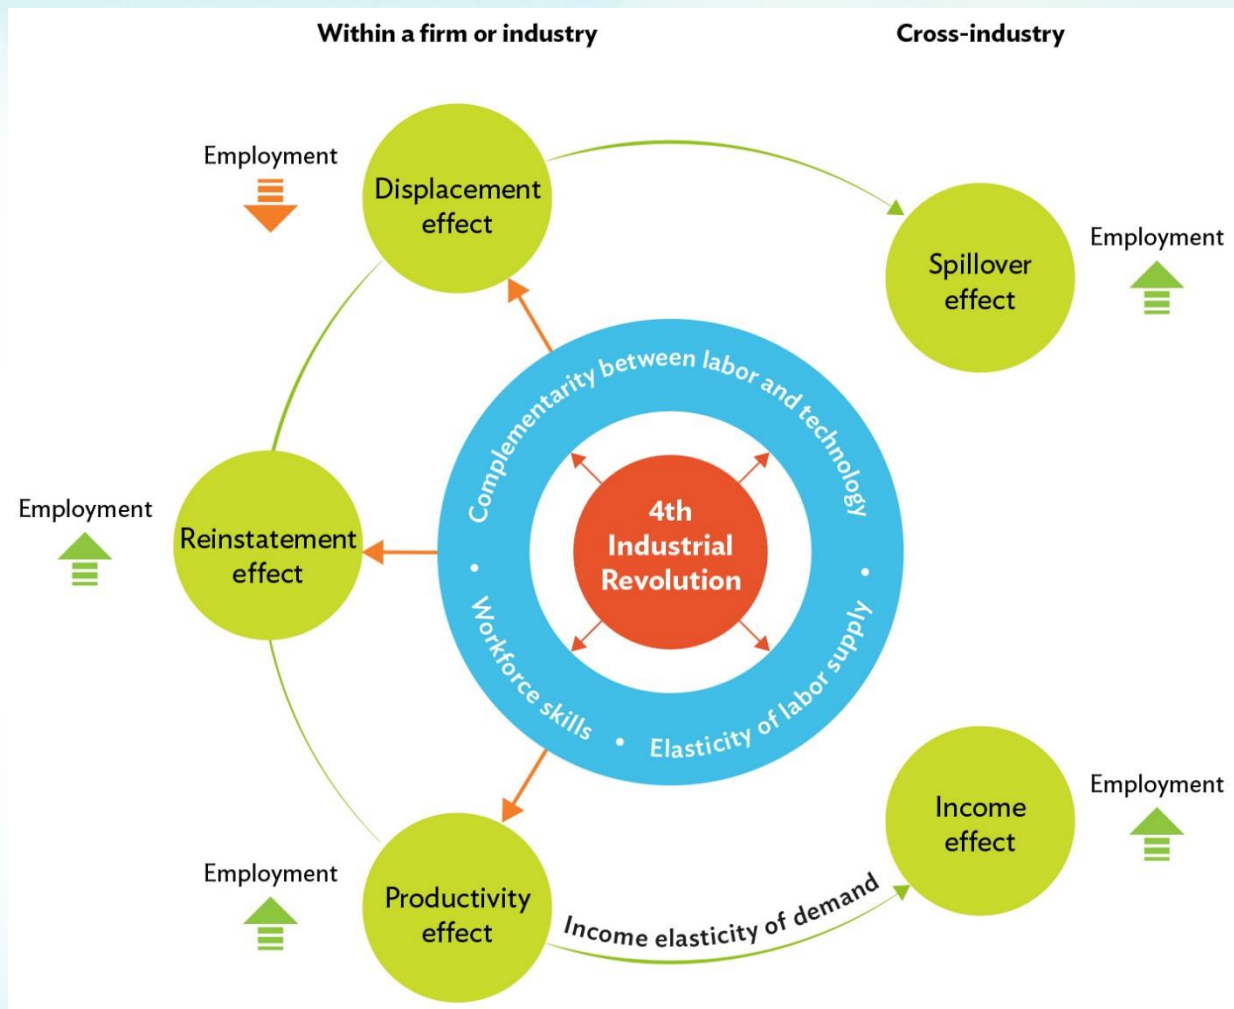 Within a firm or industry
Cross-industry
Employment
Displacement
effect
Spillover
effect
Employment
Complementarity between labor and technology
4th
Industrial
Revolution
Employment
Reinstatement
effect
• Workforce skills • Elasticity of labor supply •
Employment
Productivity
effect
Income elasticity of demand
Income
effect
Employment